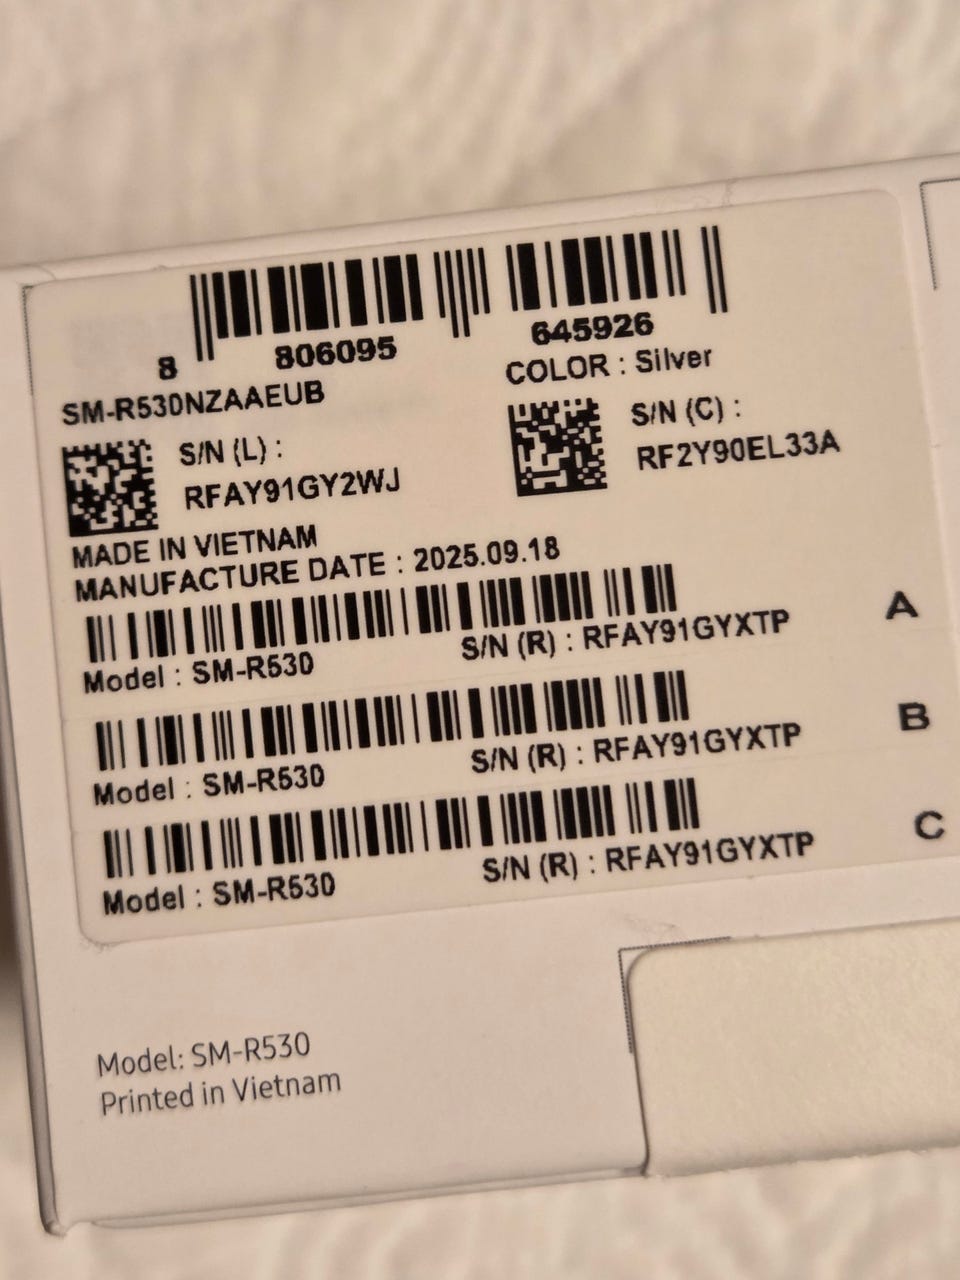 8 806095 645926
SM-R530NZAAEUB COLOR : Silver
S/N (L) : S/N (C) :
RFAY91GY2WJ RF2Y90EL33A
MADE IN VIETNAM
MANUFACTURE DATE : 2025.09.18
Model : SM-R530 S/N (R) : RFAY91GYXTP A
Model : SM-R530 S/N (R) : RFAY91GYXTP B
Model : SM-R530 S/N (R) : RFAY91GYXTP C
Model: SM-R530
Printed in Vietnam